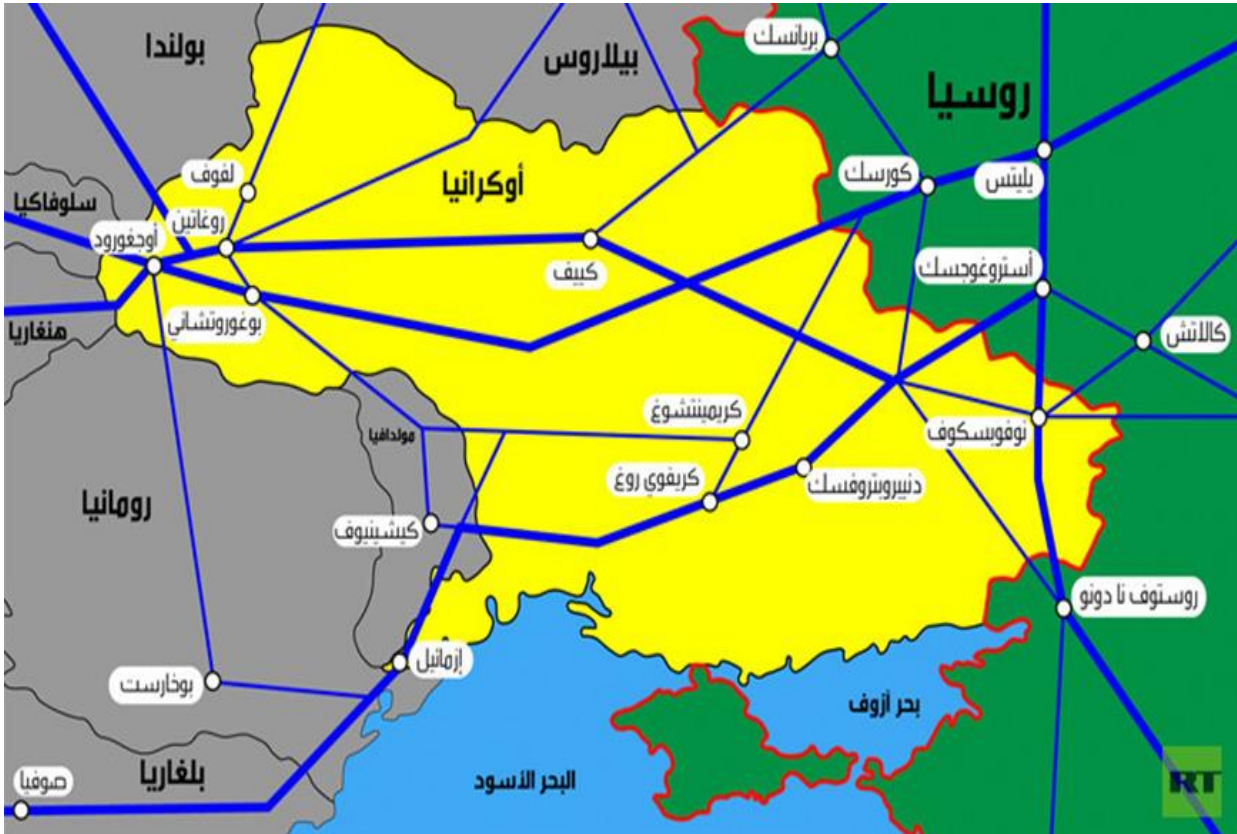 بولندا
بيلاروس
بريانسك
روسيا
لفوف
أوكرانيا
كورسك
يليتس
سلوفاكيا
روغاتين
أوجغورود
كييف
أستروغوجسك
هنغاريا
بوغوروتشاني
كالاتش
كريمينتشوغ
مولدافيا
نوفوبسكوف
رومانيا
كريفوي روغ
دنيبروبتروفسك
كيشينيوف
روستوف نا دونو
إزمائيل
بوخارست
بحر أزوف
بلغاريا
البحر الأسود
صوفيا
RT